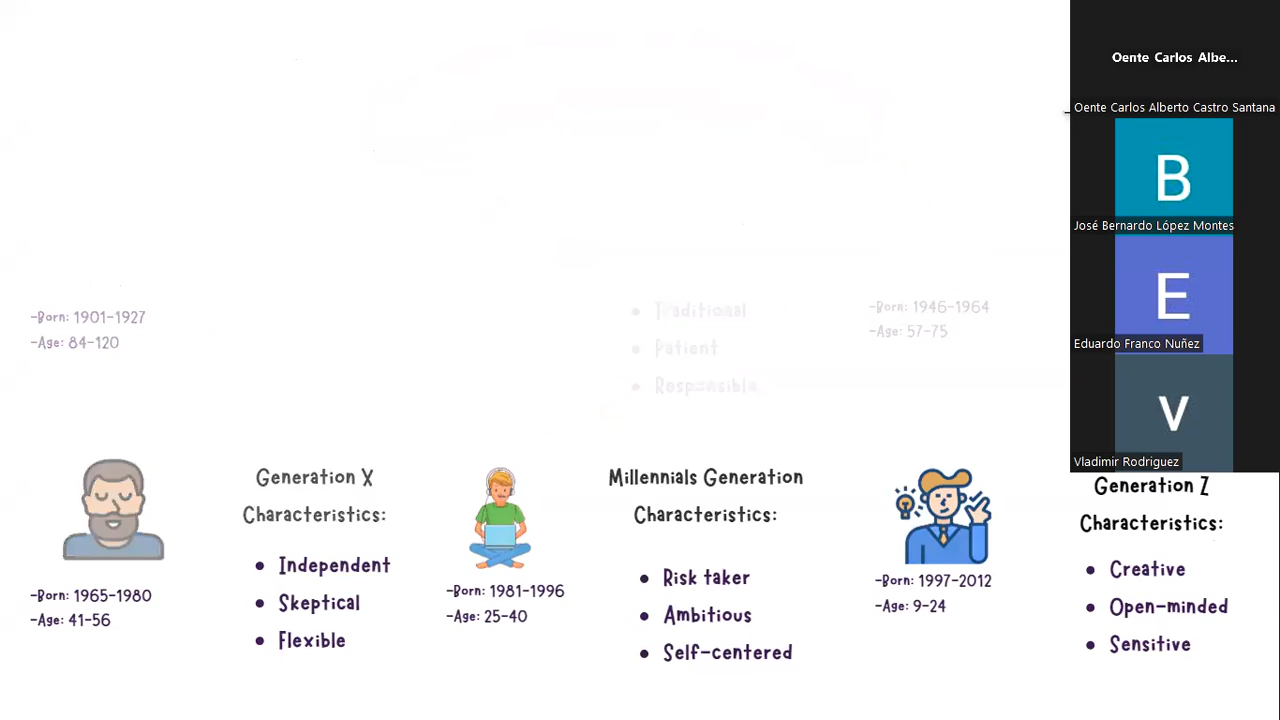 Oente Carlos Albe...
Oente Carlos Alberto Castro Santana
B
José Bernardo López Montes
E
Eduardo Franco Nuñez
V
Vladimir Rodriguez
-Born: 1901-1927
-Age: 84-120
• Traditional
• Patient
• Responsible
-Born: 1946-1964
-Age: 57-75
-Born: 1965-1980
-Age: 41-56
Generation X
Characteristics:
• Independent
• Skeptical
• Flexible
-Born: 1981-1996
-Age: 25-40
Millennials Generation
Characteristics:
• Risk taker
• Ambitious
• Self-centered
-Born: 1997-2012
-Age: 9-24
Generation Z
Characteristics:
• Creative
• Open-minded
• Sensitive